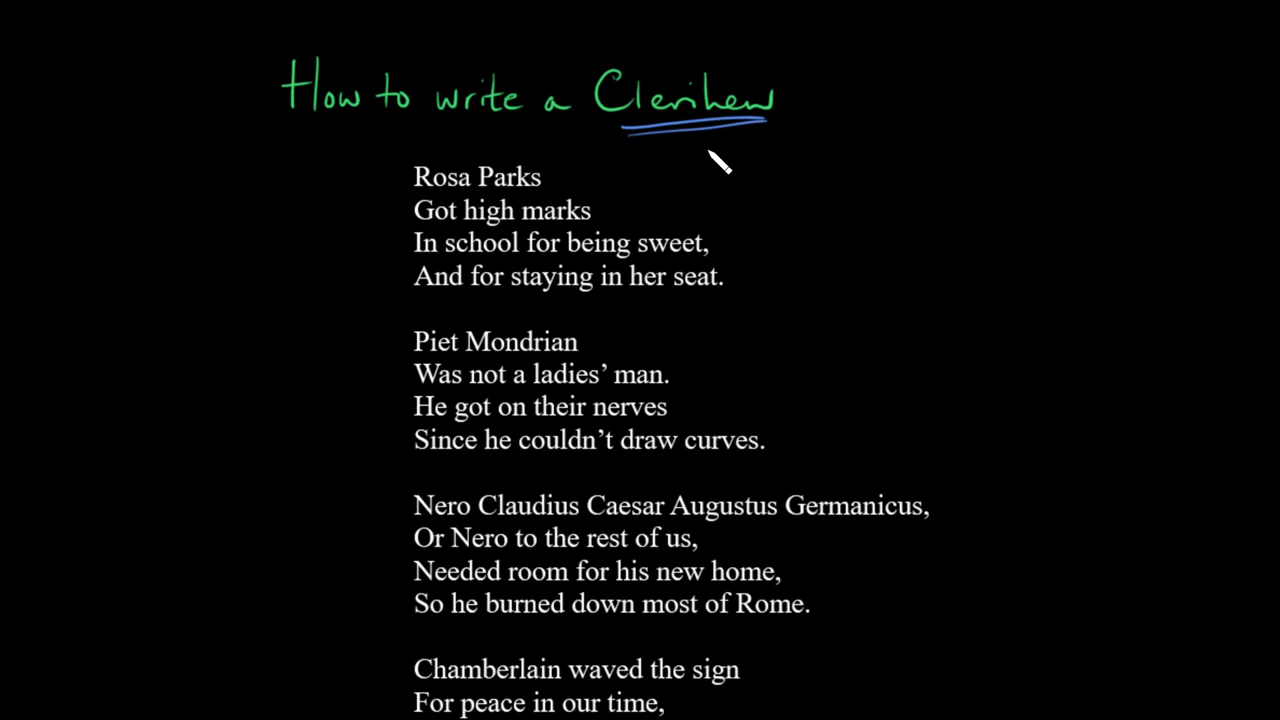 How to write a Clerihew
Rosa Parks
Got high marks
In school for being sweet,
And for staying in her seat.
Piet Mondrian
Was not a ladies’ man.
He got on their nerves
Since he couldn’t draw curves.
Nero Claudius Caesar Augustus Germanicus,
Or Nero to the rest of us,
Needed room for his new home,
So he burned down most of Rome.
Chamberlain waved the sign
For peace in our time,